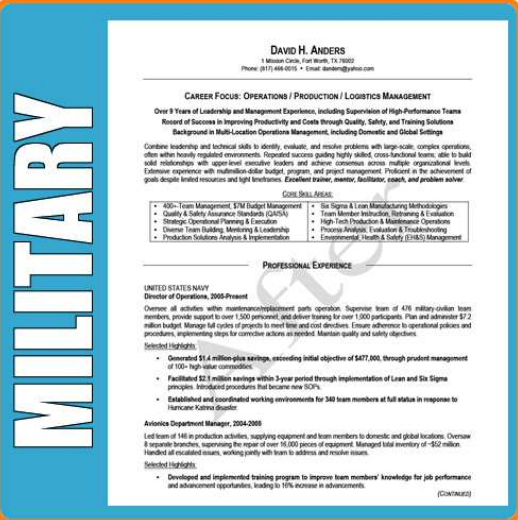 MILITARY
DAVID H. ANDERS
1 Mission Circle, Fort Worth, TX 76002
Phone: (817) 466-0015 • Email: danders@yahoo.com
CAREER FOCUS: OPERATIONS / PRODUCTION / LOGISTICS MANAGEMENT
Over 9 Years of Leadership and Management Experience, including Supervision of High-Performance Teams
Record of Success in Improving Productivity and Costs through Quality, Safety, and Training Solutions
Background in Multi-Location Operations Management, including Domestic and Global Settings
Combine leadership and technical skills to identify, evaluate, and resolve problems with large-scale, complex operations,
often within heavily regulated environments. Repeated success guiding highly skilled, cross-functional teams; able to build
solid relationships with upper-level executive leaders and achieve consensus across multiple organizational levels.
Extensive experience with multimillion-dollar budget, program, and project management. Proficient in the achievement of
goals despite limited resources and tight timeframes. Excellent trainer, mentor, facilitator, coach, and problem solver.
CORE SKILL AREAS:
• 400+-Team Management, $7M Budget Management
• Quality & Safety Assurance Standards (QA/SA)
• Strategic Operational Planning & Execution
• Diverse Team Building, Mentoring & Leadership
• Production Solutions Analysis & Implementation
• Six Sigma & Lean Manufacturing Methodologies
• Team Member Instruction, Retraining & Evaluation
• High-Tech Production & Maintenance Operations
• Process Analysis, Evaluation & Troubleshooting
• Environmental, Health & Safety (EH&S) Management
PROFESSIONAL EXPERIENCE
UNITED STATES NAVY
Director of Operations, 2005-Present
Oversee all activities within maintenance/replacement parts operation. Supervise team of 476 military-civilian team
members, provide support to over 1,500 personnel, and deliver training for over 1,000 participants. Plan and administer $7.2
million budget. Manage full cycles of projects to meet time and cost directives. Ensure adherence to operational policies and
procedures, implementing steps for corrective actions as needed. Maintain quality and safety objectives.
Selected Highlights:
• Generated $1.4 million-plus savings, exceeding initial objective of $477,000, through prudent management
of 100+ high-value commodities.
• Facilitated $2.1 million savings within 3-year period through implementation of Lean and Six Sigma
principles. Introduced procedures that became new SOPs.
• Established and coordinated working environments for 340 team members at full status in response to
Hurricane Katrina disaster.
Avionics Department Manager, 2004-2005
Led team of 146 in production activities, supplying equipment and team members to domestic and global locations. Oversaw
8 separate branches, supervising the repair of over 16,000 pieces of equipment. Managed total inventory of ~$52 million.
Handled all escalated issues, working jointly with team to address and resolve issues.
Selected Highlights:
• Developed and implemented training program to improve team members' knowledge for job performance
and advancement opportunities, leading to 16% increase in advancements.
(CONTINUED)
After